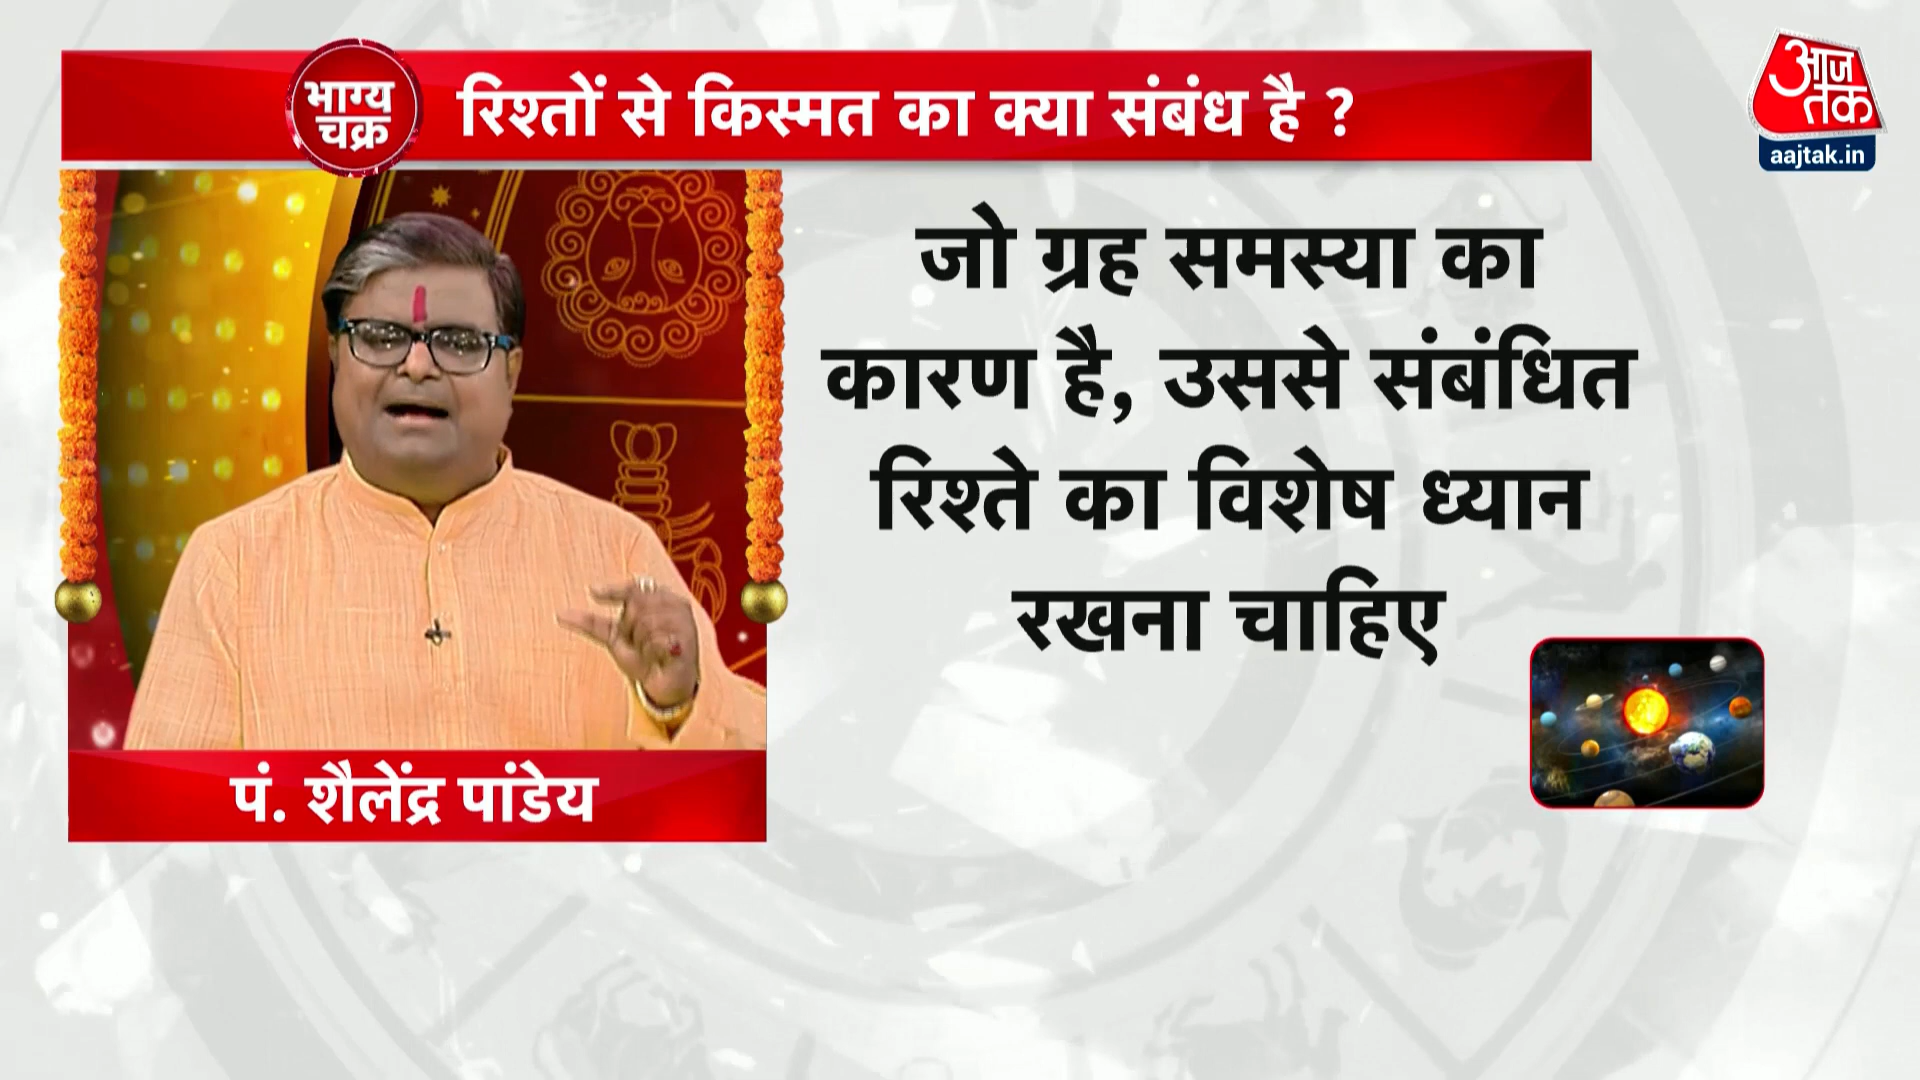 भाग्य
चक्र
रिश्तों से किस्मत का क्या संबंध है ?
आज
तक
aajtak.in
जो ग्रह समस्या का
कारण है, उससे संबंधित
रिश्ते का विशेष ध्यान
रखना चाहिए
पं. शैलेंद्र पांडेय